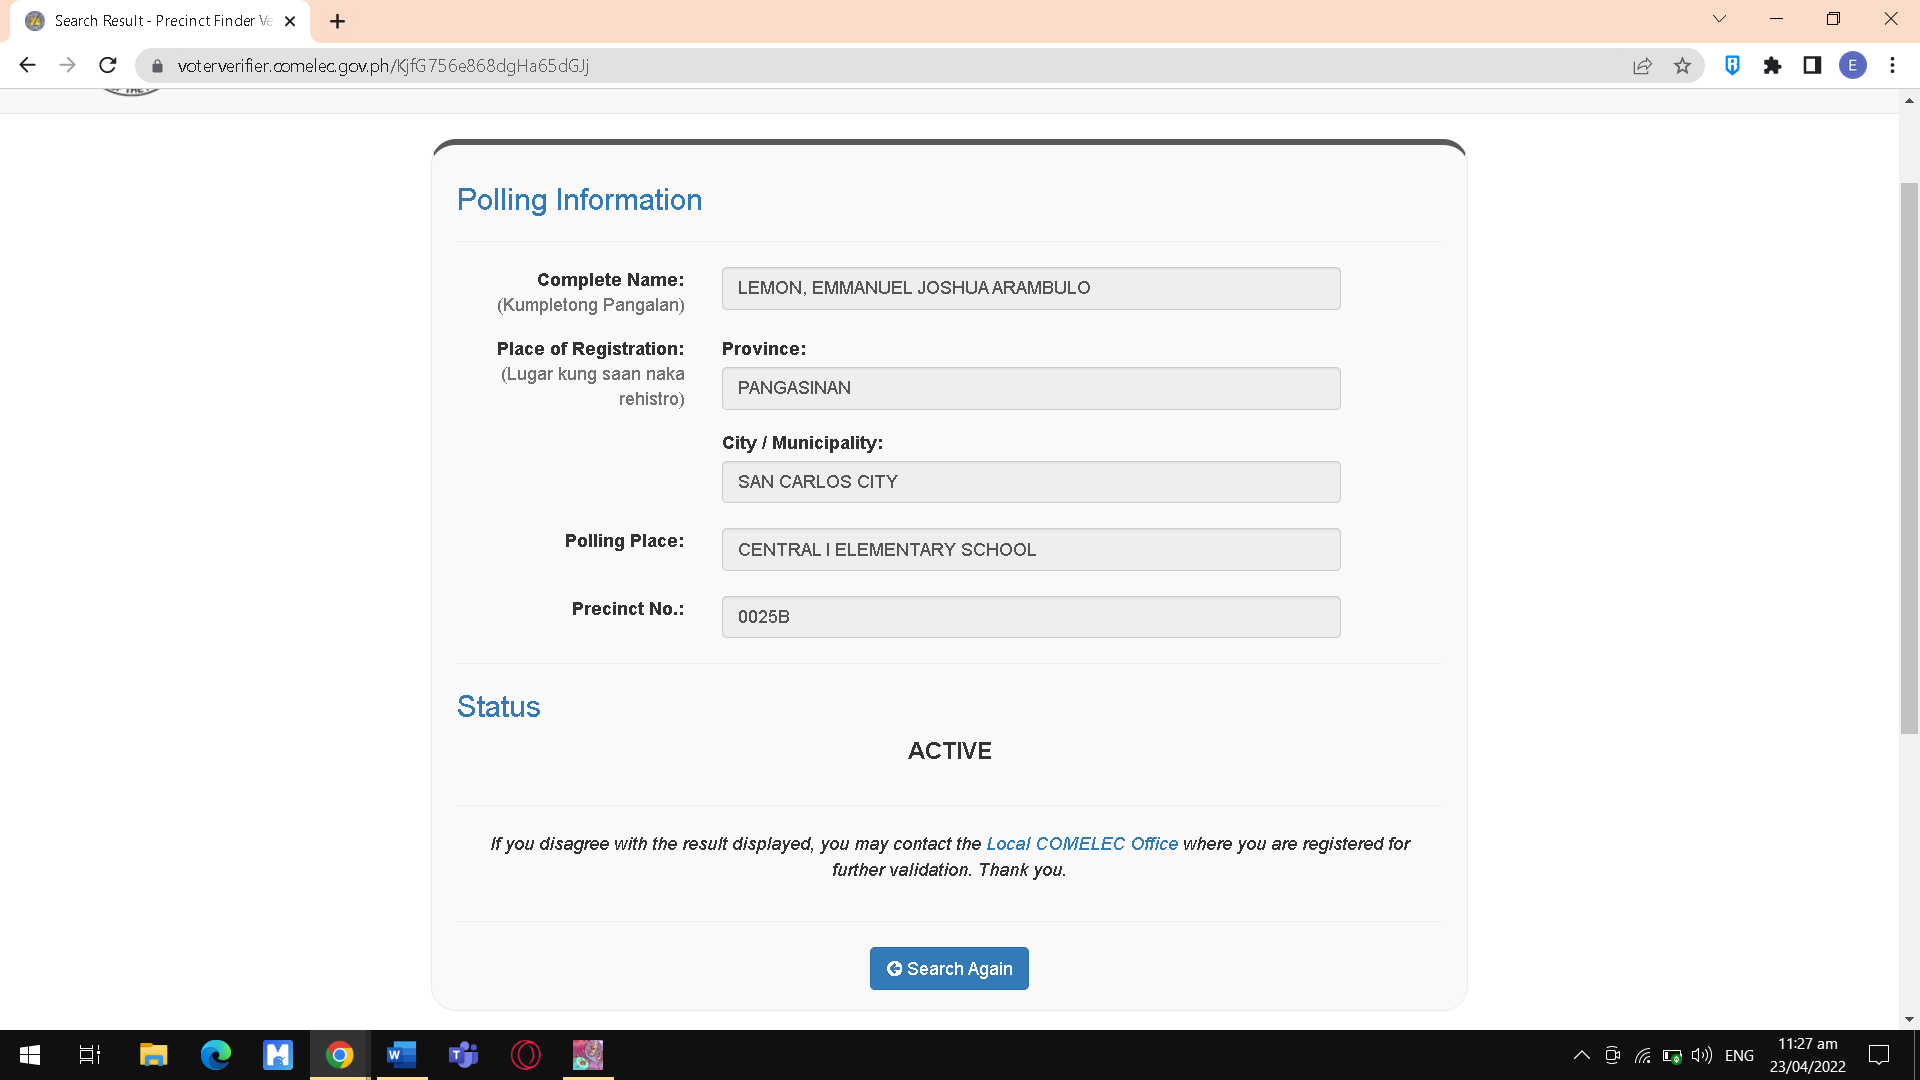 Search Result - Precinct Finder Ve
voterverifier.comelec.gov.ph/KjfG756e868dgHa65dGJj
E
Polling Information
Complete Name:
(Kumpletong Pangalan)
LEMON, EMMANUEL JOSHUA ARAMBULO
Place of Registration:
(Lugar kung saan naka
rehistro)
Province:
PANGASINAN
City / Municipality:
SAN CARLOS CITY
Polling Place:
CENTRAL I ELEMENTARY SCHOOL
Precinct No.:
0025B
Status
ACTIVE
If you disagree with the result displayed, you may contact the Local COMELEC Office where you are registered for
further validation. Thank you.
Search Again
ENG
11:27 am
23/04/2022